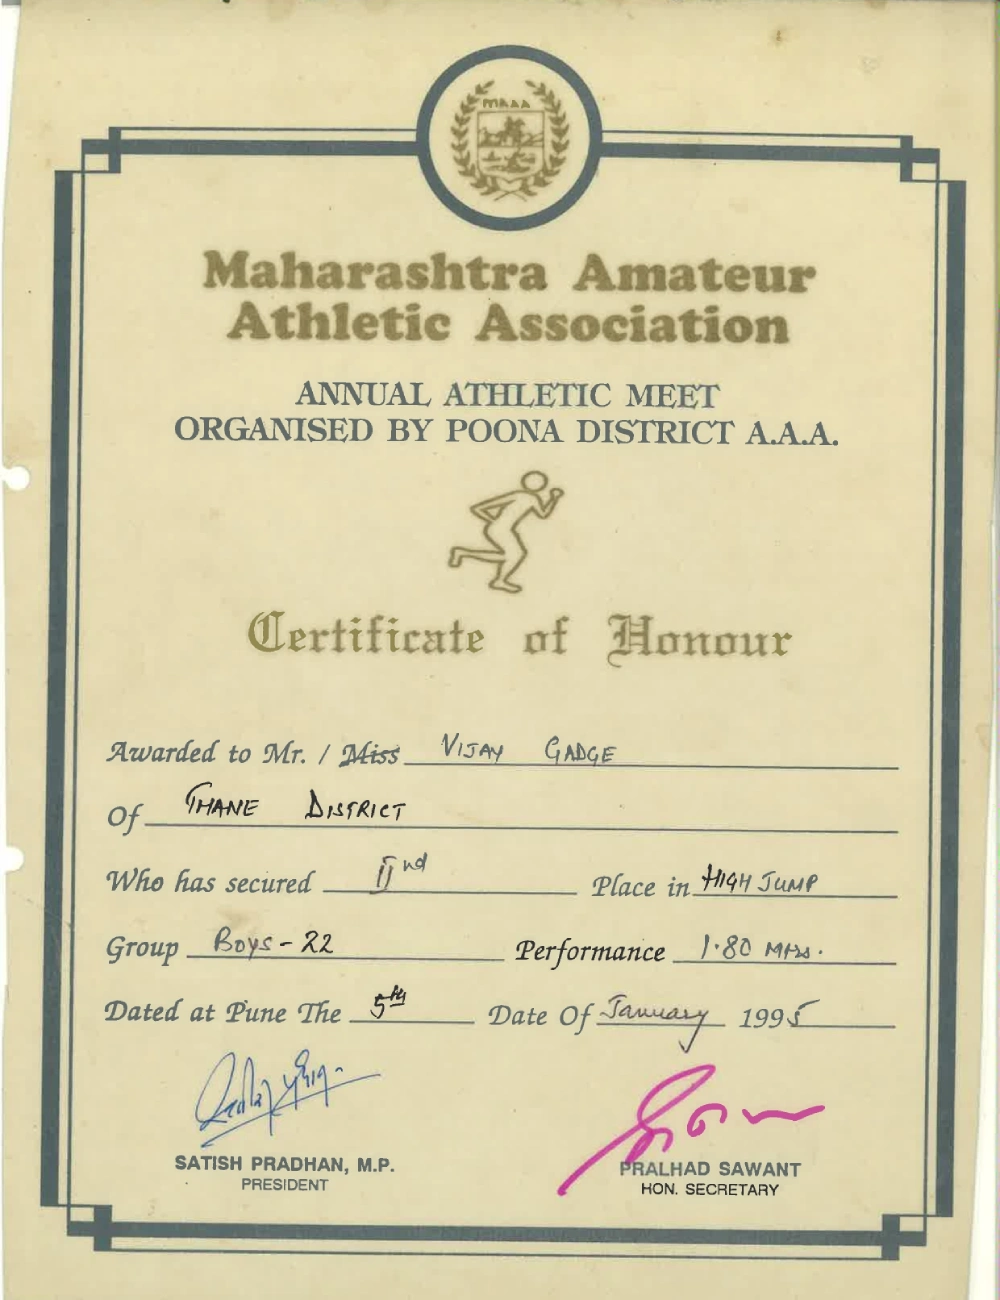 MAAA
Maharashtra Amateur
Athletic Association
ANNUAL ATHLETIC MEET
ORGANISED BY POONA DISTRICT A.A.A.
Certificate of Honour
Awarded to Mr. / Miss VIJAY GADGE
Of THANE DISTRICT
Who has secured IInd Place in HIGH JUMP
Group Boys - 22 Performance 1.80 Mtrs.
Dated at Pune The 5th Date Of January 1995
SATISH PRADHAN, M.P. PRALHAD SAWANT
PRESIDENT HON. SECRETARY